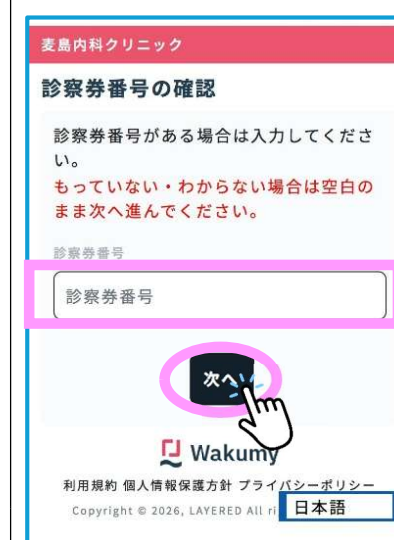 麦島内科クリニック
診察券番号の確認
診察券番号がある場合は入力してくださ
い。
もっていない・わからない場合は空白の
まま次へ進んでください。
診察券番号
診察券番号
次へ
Wakumy
利用規約 個人情報保護方針 プライバシーポリシー
Copyright © 2026, LAYERED All ri
日本語